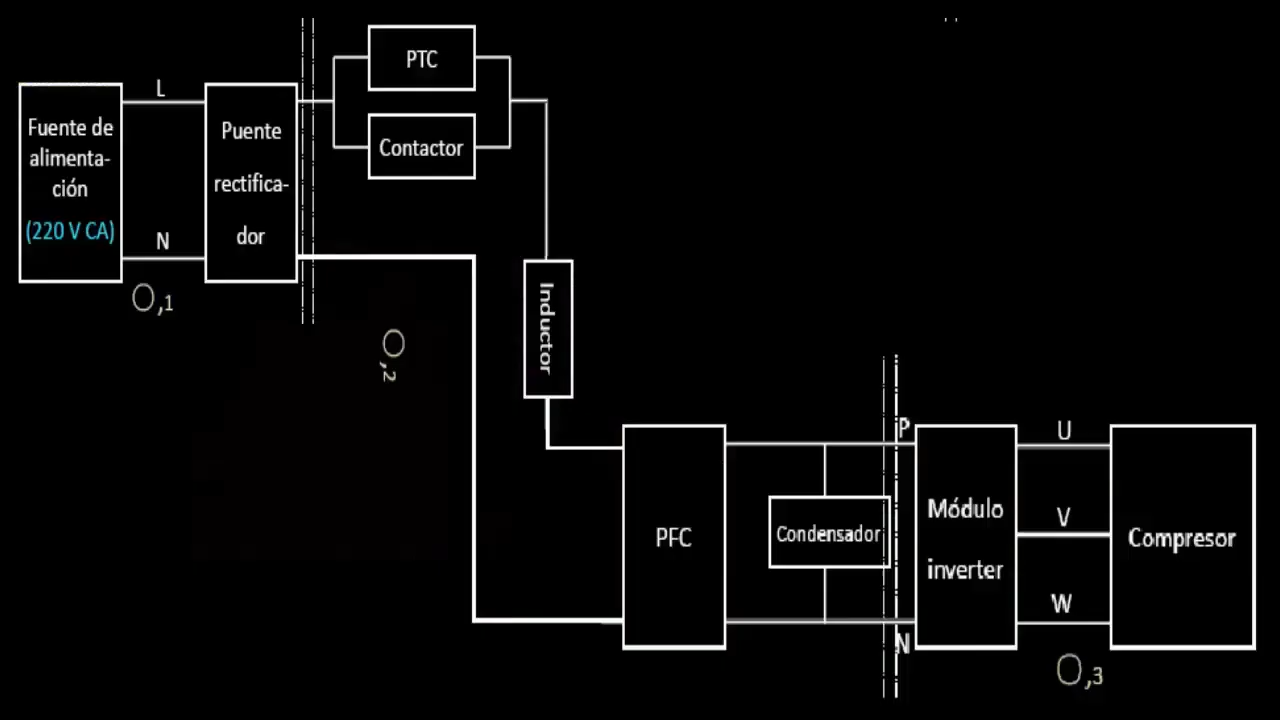 PTC
Contactor
L
N
Fuente de
alimenta-
ción
(220 V CA)
Puente
rectifica-
dor
O,1
O,2
Inductor
PFC
Condensador
P
N
Módulo
inverter
U
V
W
Compresor
O,3